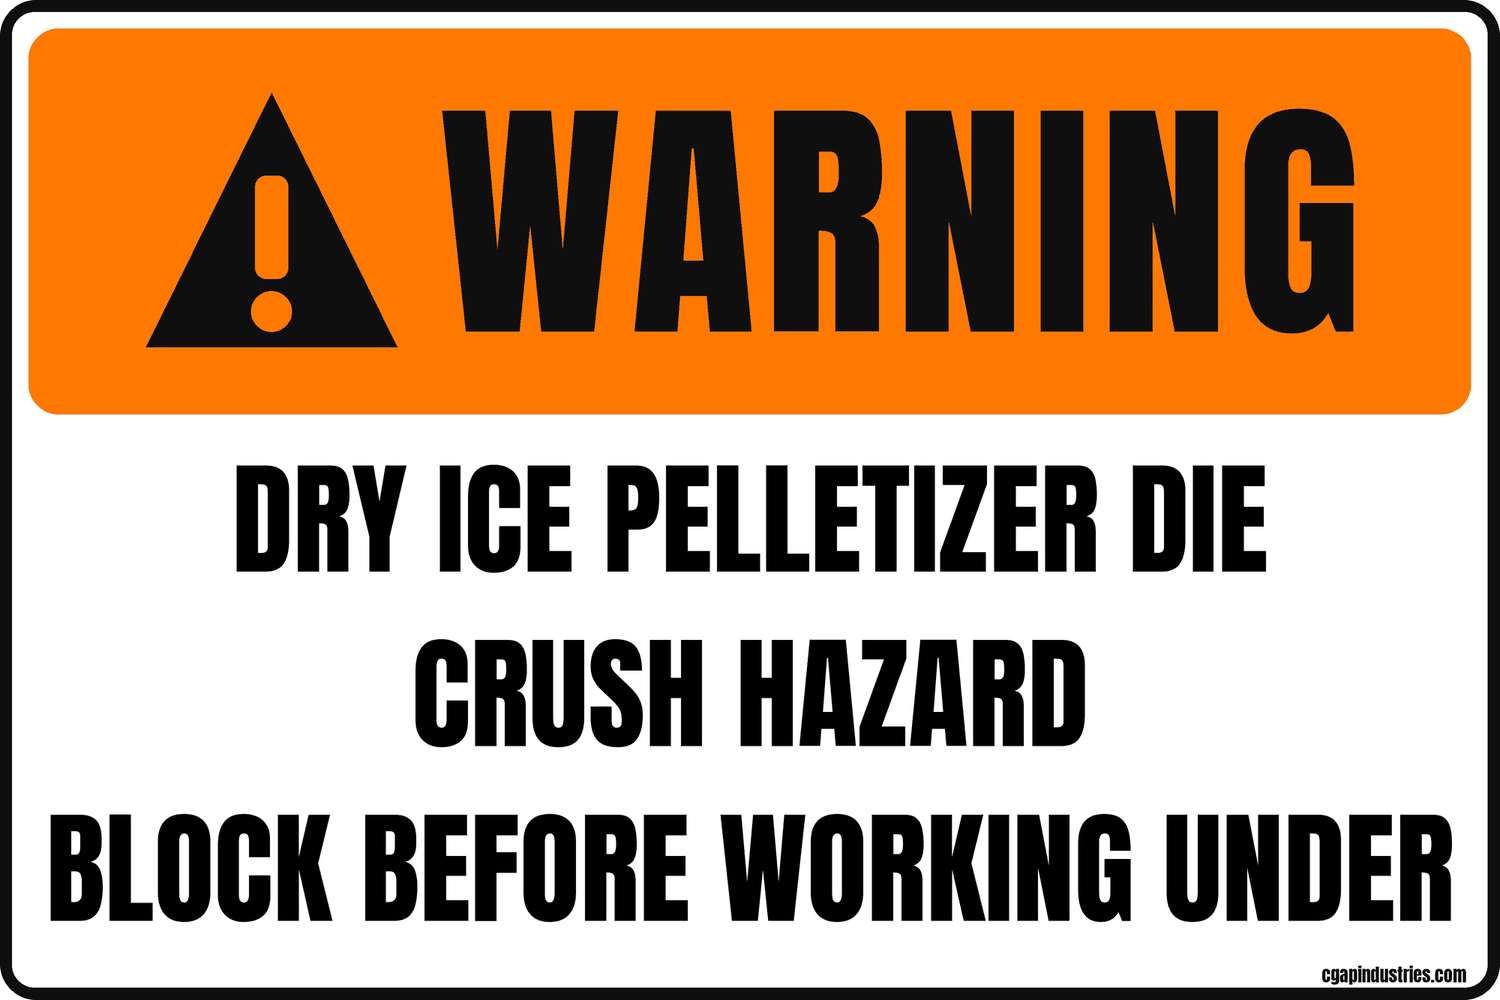 WARNING
DRY ICE PELLETIZER DIE
CRUSH HAZARD
BLOCK BEFORE WORKING UNDER
cgapindustries.com